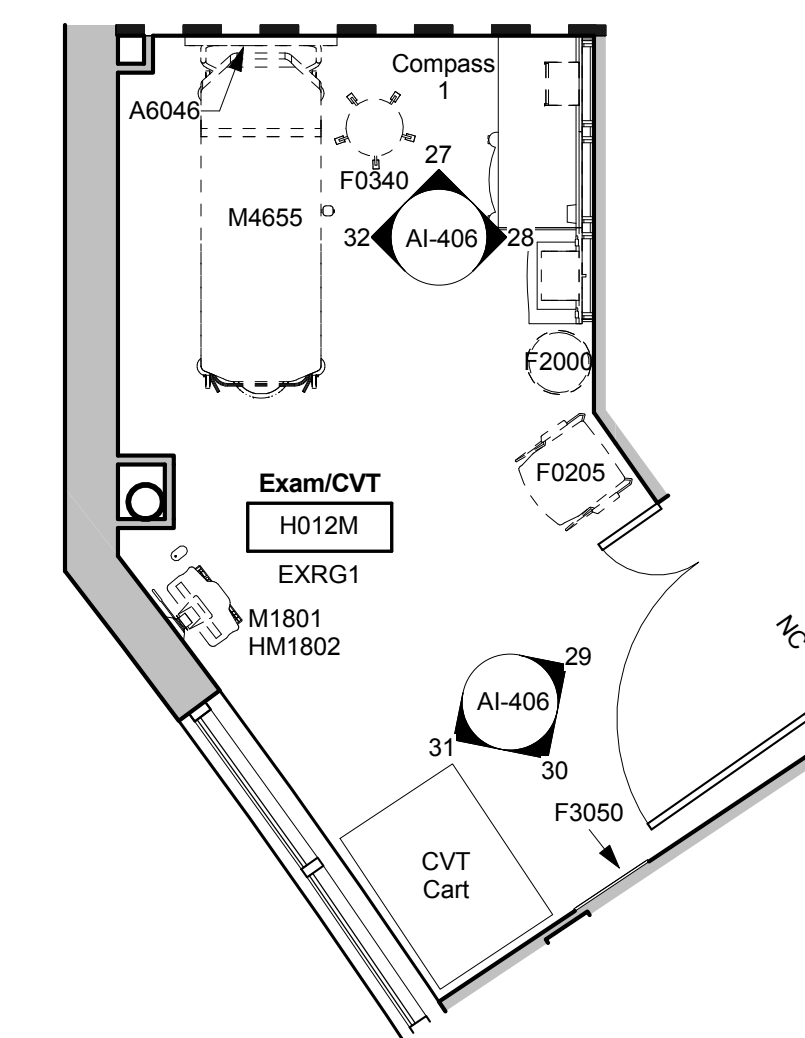 Compass
1
A6046
27
F0340
M4655
32
AI-406
28
F2000
F0205
Exam/CVT
H012M
EXRG1
M1801
HM1802
NC
29
AI-406
31
30
F3050
CVT
Cart